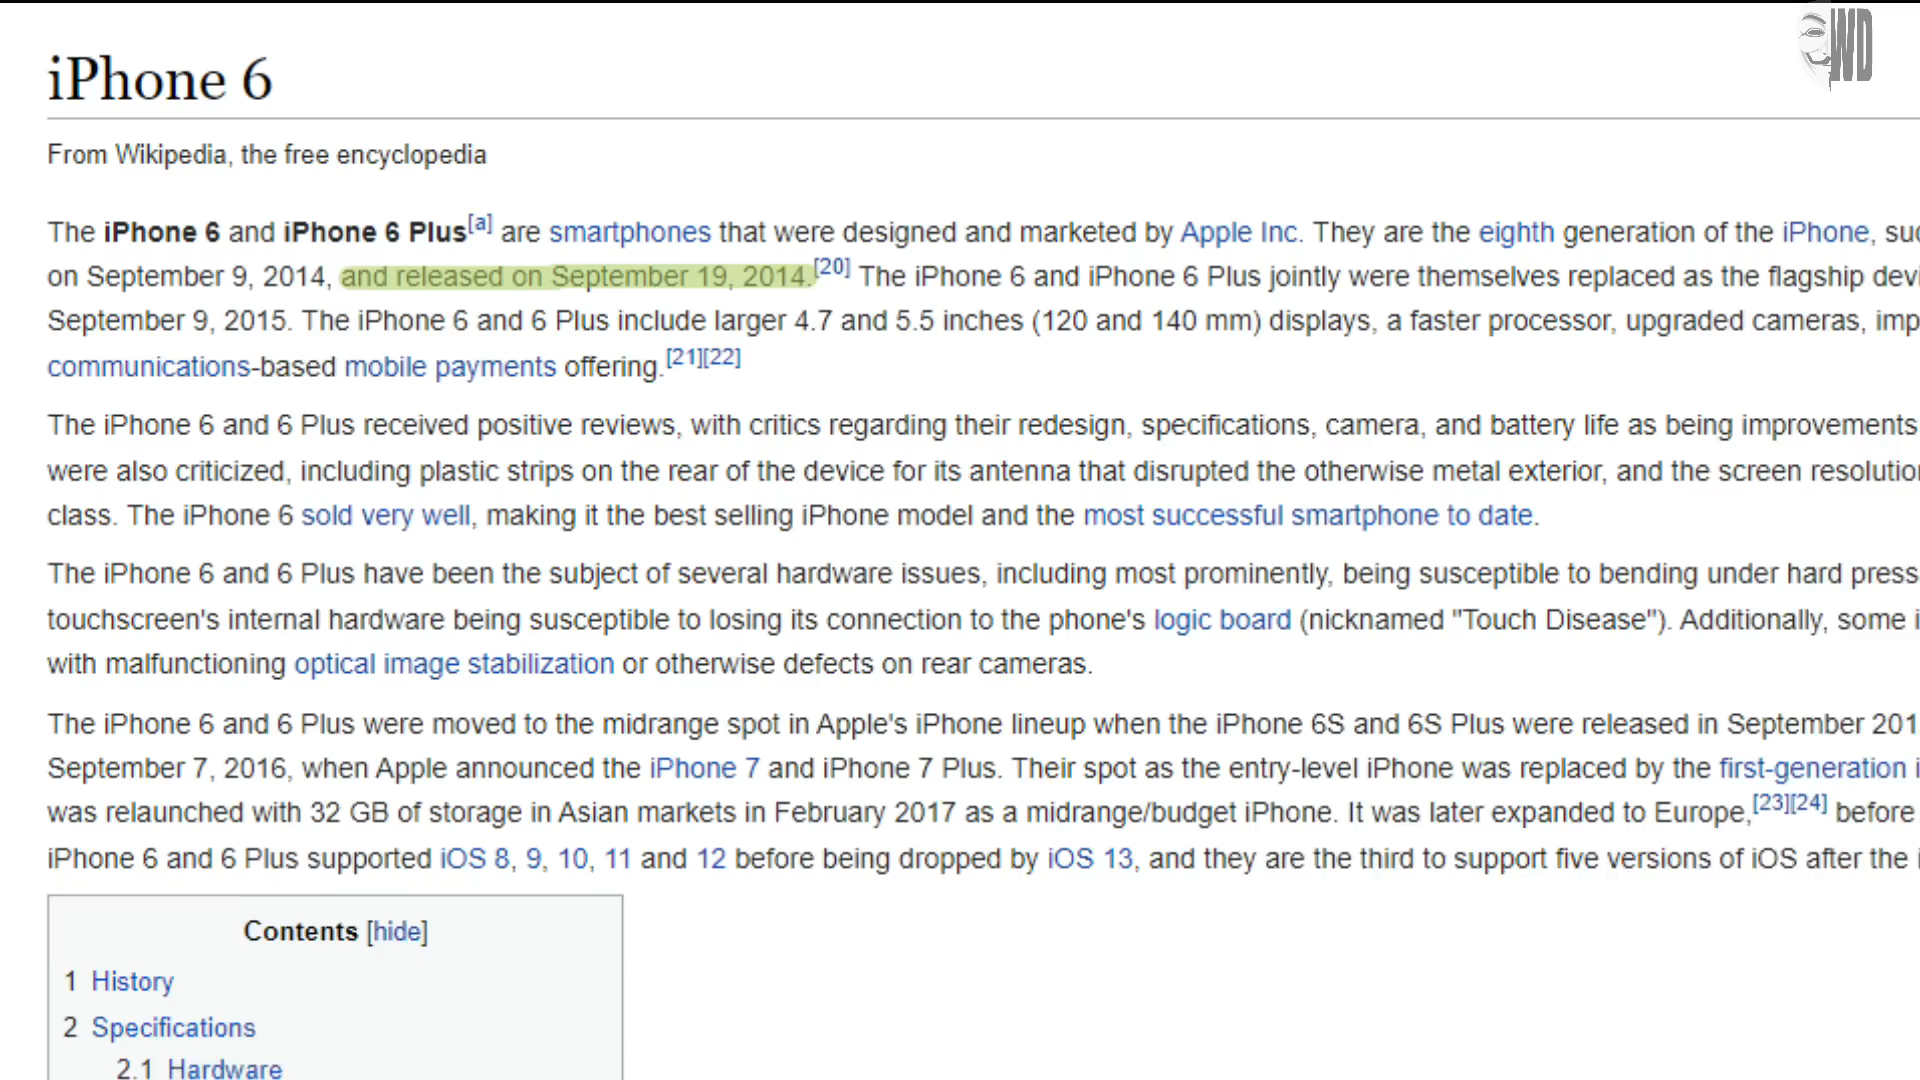 WD
iPhone 6
From Wikipedia, the free encyclopedia
The iPhone 6 and iPhone 6 Plus[a] are smartphones that were designed and marketed by Apple Inc. They are the eighth generation of the iPhone,
on September 9, 2014, and released on September 19, 2014.[20] The iPhone 6 and iPhone 6 Plus jointly were themselves replaced as the flagship
September 9, 2015. The iPhone 6 and 6 Plus include larger 4.7 and 5.5 inches (120 and 140 mm) displays, a faster processor, upgraded cameras,
communications-based mobile payments offering.[21][22]
The iPhone 6 and 6 Plus received positive reviews, with critics regarding their redesign, specifications, camera, and battery life as being improvements
were also criticized, including plastic strips on the rear of the device for its antenna that disrupted the otherwise metal exterior, and the screen
class. The iPhone 6 sold very well, making it the best selling iPhone model and the most successful smartphone to date.
The iPhone 6 and 6 Plus have been the subject of several hardware issues, including most prominently, being susceptible to bending under hard
touchscreen's internal hardware being susceptible to losing its connection to the phone's logic board (nicknamed "Touch Disease"). Additionally, some
with malfunctioning optical image stabilization or otherwise defects on rear cameras.
The iPhone 6 and 6 Plus were moved to the midrange spot in Apple's iPhone lineup when the iPhone 6S and 6S Plus were released in September
September 7, 2016, when Apple announced the iPhone 7 and iPhone 7 Plus. Their spot as the entry-level iPhone was replaced by the first-generation
was relaunched with 32 GB of storage in Asian markets in February 2017 as a midrange/budget iPhone. It was later expanded to Europe,[23][24] before
iPhone 6 and 6 Plus supported iOS 8, 9, 10, 11 and 12 before being dropped by iOS 13, and they are the third to support five versions of iOS after the
Contents [hide]
1 History
2 Specifications
2.1 Hardware